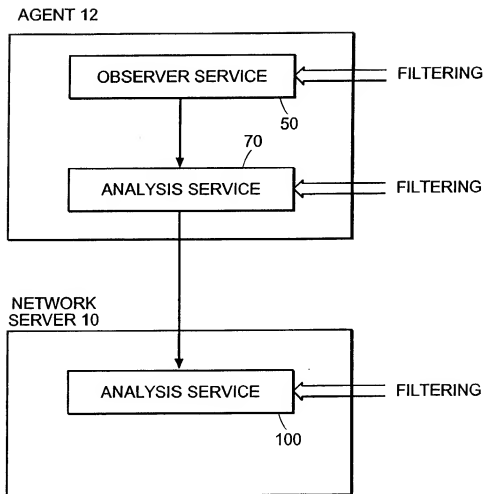 AGENT 12
OBSERVER SERVICE
FILTERING
50
70
ANALYSIS SERVICE
FILTERING
NETWORK
SERVER 10
ANALYSIS SERVICE
FILTERING
100